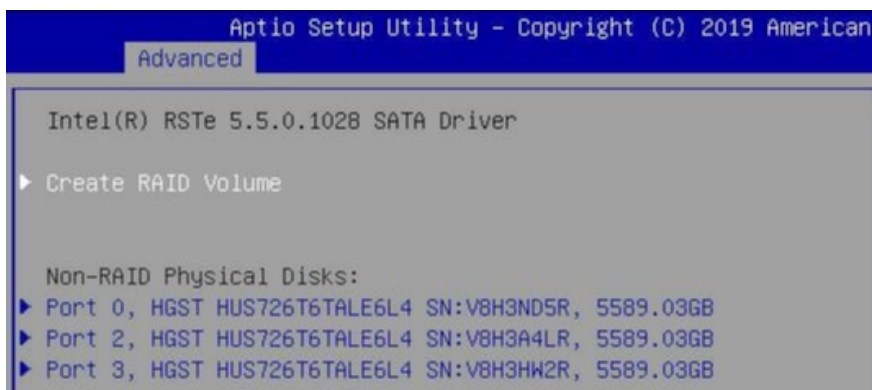 Aptio Setup Utility – Copyright (C) 2019 American
Advanced
Intel(R) RSTe 5.5.0.1028 SATA Driver
Create RAID Volume
Non-RAID Physical Disks:
Port 0, HGST HUS726T6TALE6L4 SN:V8H3ND5R, 5589.03GB
Port 2, HGST HUS726T6TALE6L4 SN:V8H3A4LR, 5589.03GB
Port 3, HGST HUS726T6TALE6L4 SN:V8H3HW2R, 5589.03GB